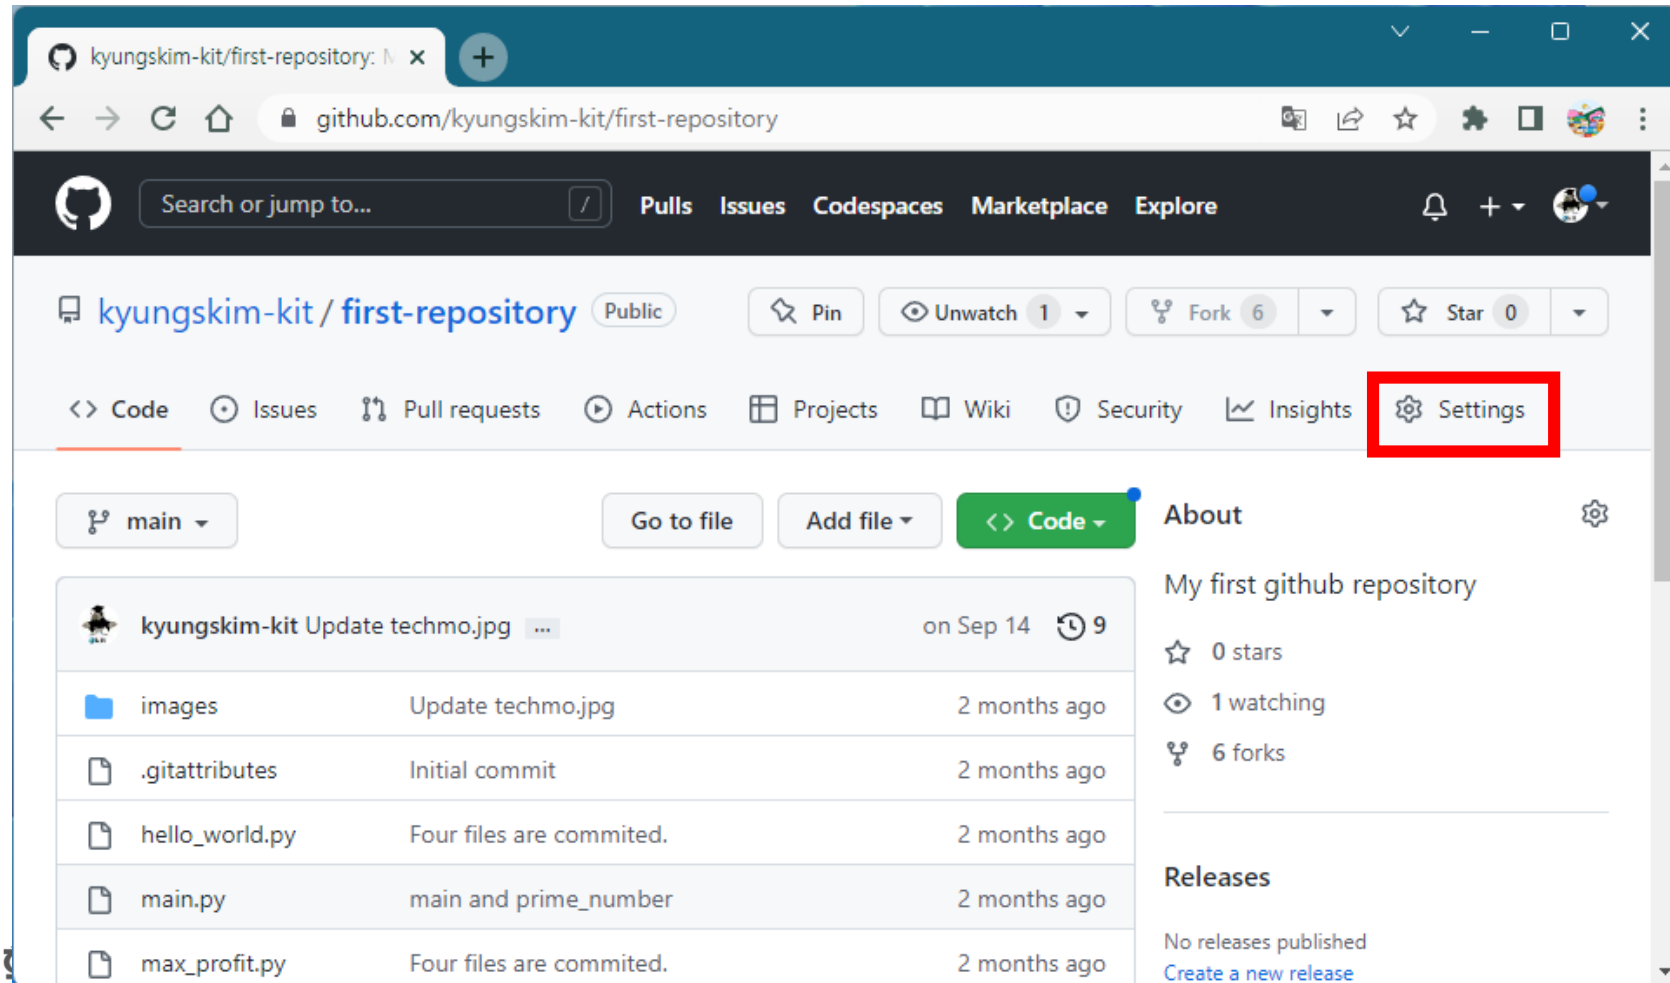 kyungskim-kit/first-repository:
github.com/kyungskim-kit/first-repository
Search or jump to... / Pulls Issues Codespaces Marketplace Explore
kyungskim-kit / first-repository Public Pin Unwatch 1 Fork 6 Star 0
Code Issues Pull requests Actions Projects Wiki Security Insights Settings
main Go to file Add file Code
kyungskim-kit Update techmo.jpg ... on Sep 14 9
images Update techmo.jpg 2 months ago
.gitattributes Initial commit 2 months ago
hello_world.py Four files are commited. 2 months ago
main.py main and prime_number 2 months ago
max_profit.py Four files are commited. 2 months ago
About
My first github repository
0 stars
1 watching
6 forks
Releases
No releases published
Create a new release